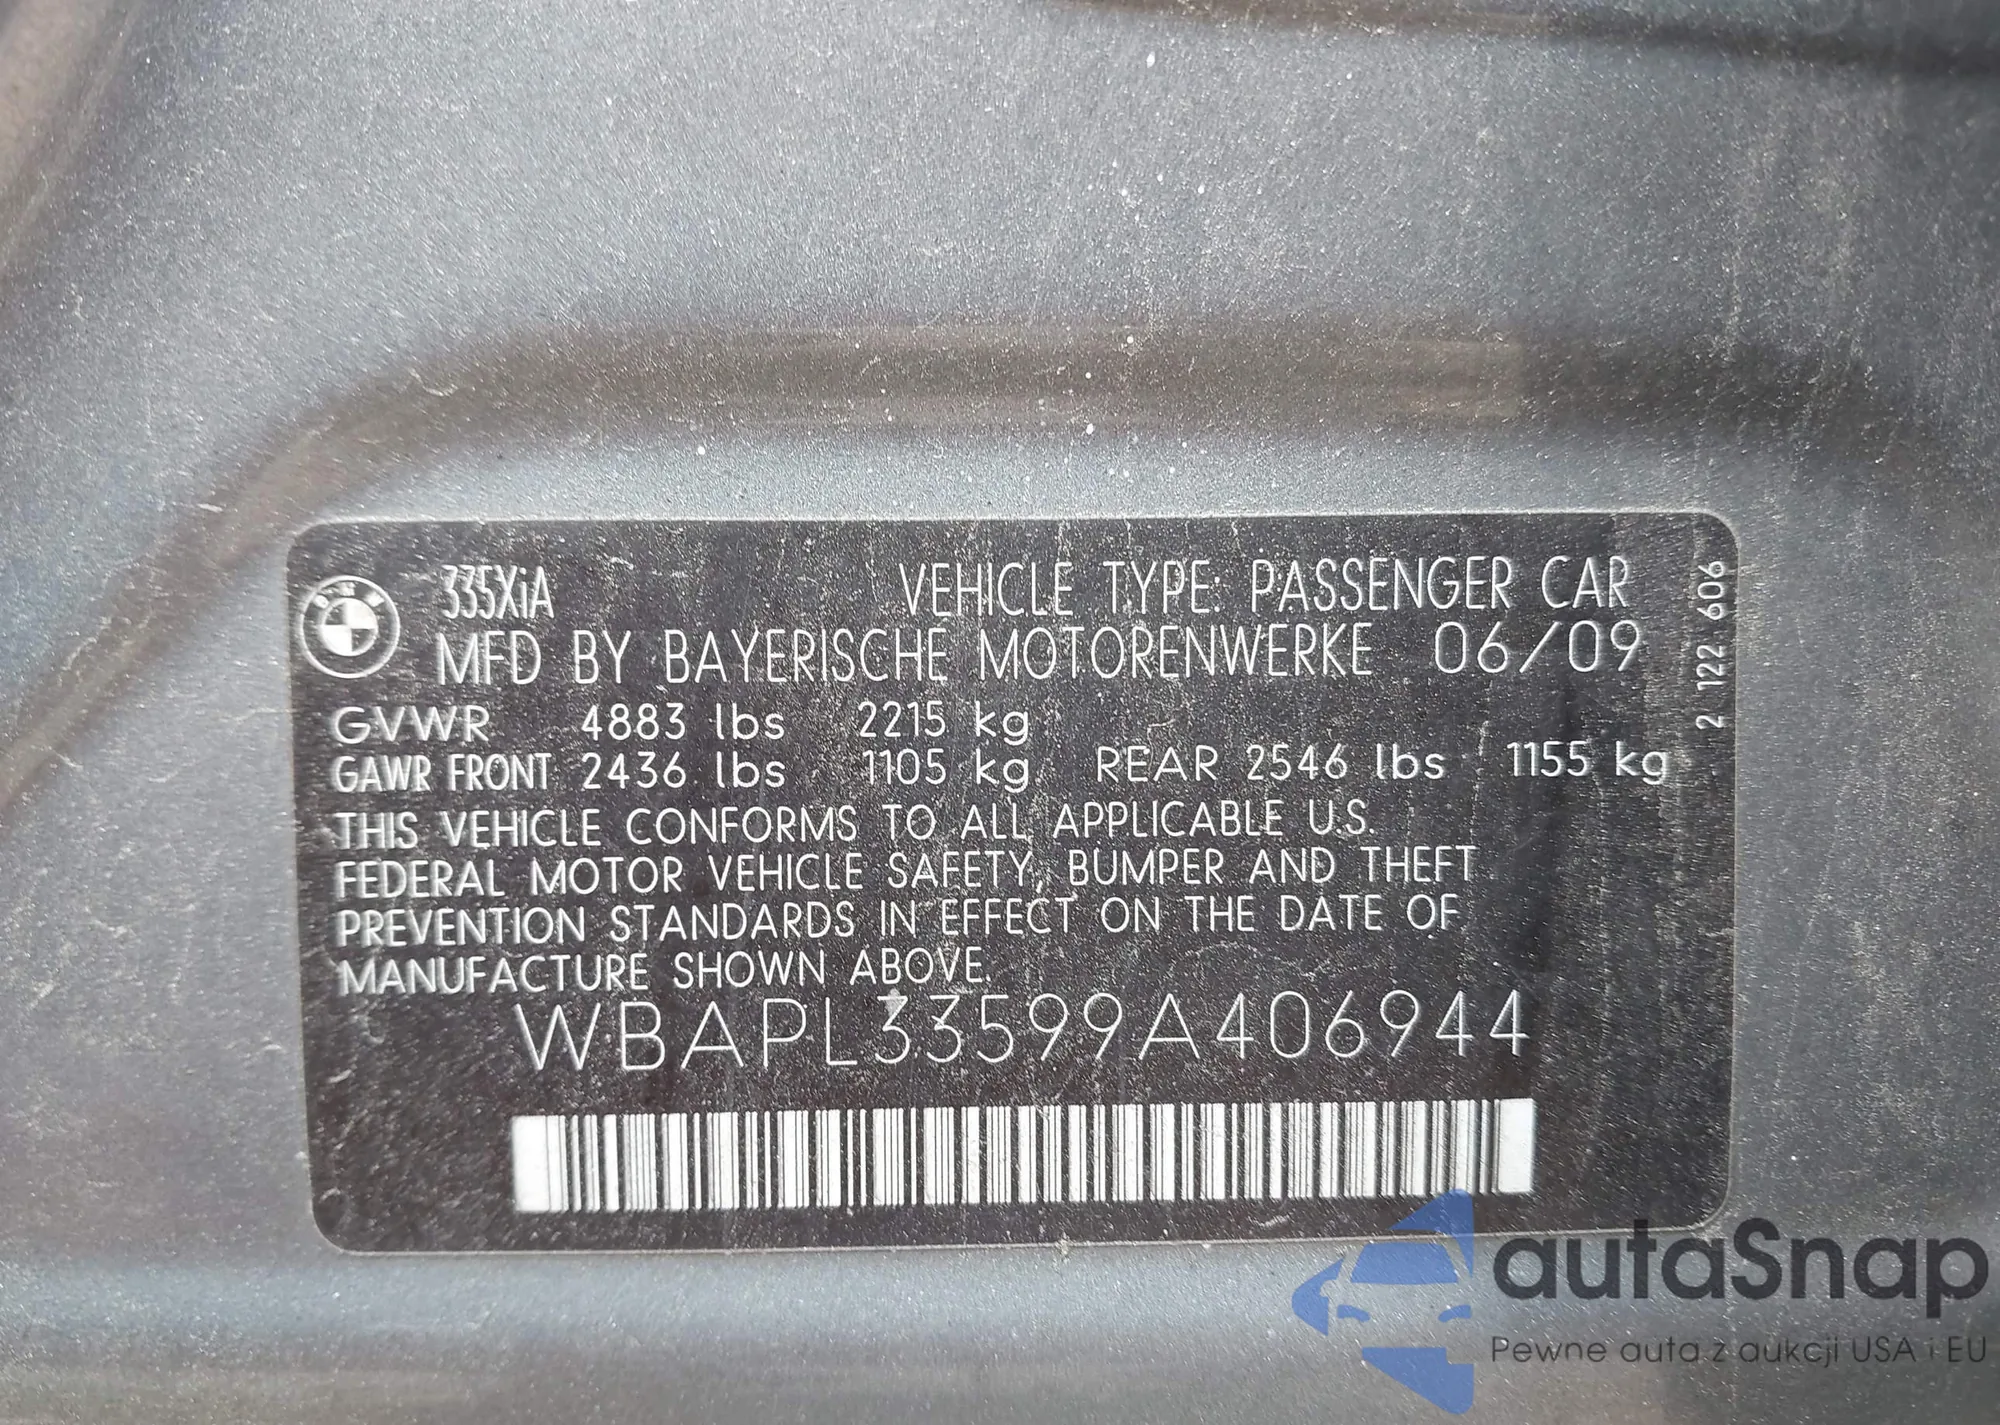 335XiA VEHICLE TYPE: PASSENGER CAR
MFD BY BAYERISCHE MOTORENWERKE 06/09
GVWR 4883 lbs 2215 kg
GAWR FRONT 2436 lbs 1105 kg REAR 2546 lbs 1155 kg
THIS VEHICLE CONFORMS TO ALL APPLICABLE U.S.
FEDERAL MOTOR VEHICLE SAFETY, BUMPER AND THEFT
PREVENTION STANDARDS IN EFFECT ON THE DATE OF
MANUFACTURE SHOWN ABOVE.
WBAPL33599A406944
2 122 606
autaSnap
Pewne auta z aukcji USA i EU